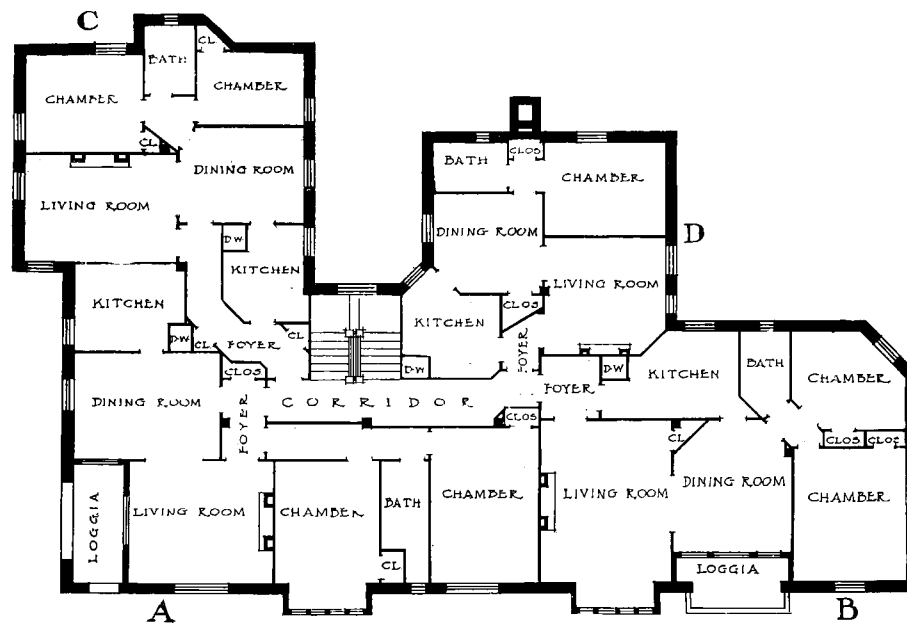 C
CL
BATH
CHAMBER
CHAMBER
CL
DINING ROOM
LIVING ROOM
DW
KITCHEN
KITCHEN
DW
FOYER
CL
CL
BATH
CLOS
CHAMBER
DINING ROOM
D
LIVING ROOM
CLOS
KITCHEN
FOYER
DW
CLOS
DINING ROOM
FOYER
CORRIDOR
FOYER
DW
KITCHEN
BATH
CHAMBER
CLOS
CL
CLOS
CLOS
LOGGIA
LIVING ROOM
CHAMBER
BATH
CL
CHAMBER
LIVING ROOM
DINING ROOM
CHAMBER
LOGGIA
A
B